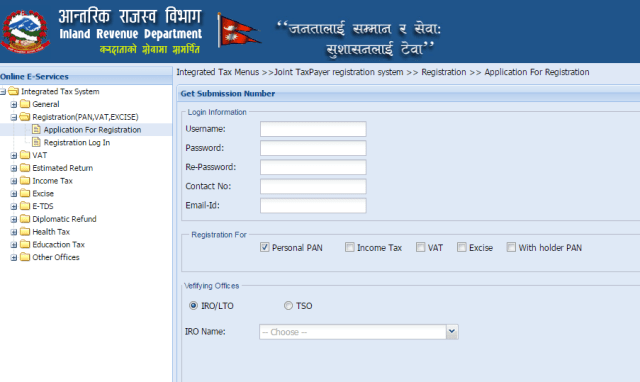 आन्तरिक राजस्व विभाग
Inland Revenue Department
करदाताको शेवामा शमर्पित
“जनतालाई सम्मान र सेवा:
सुशासनलाई टेवा”
Online E-Services
Integrated Tax System
General
Registration(PAN,VAT,EXCISE)
Application For Registration
Registration Log In
VAT
Estimated Return
Income Tax
Excise
E-TDS
Diplomatic Refund
Health Tax
Educaction Tax
Other Offices
Integrated Tax Menus >>Joint TaxPayer registration system >> Registration >> Application For Registration
Get Submission Number
Login Information
Username:
Password:
Re-Password:
Contact No:
Email-Id:
Registration For
Personal PAN Income Tax VAT Excise With holder PAN
Vefifying Offices
IRO/LTO TSO
IRO Name: -- Choose --